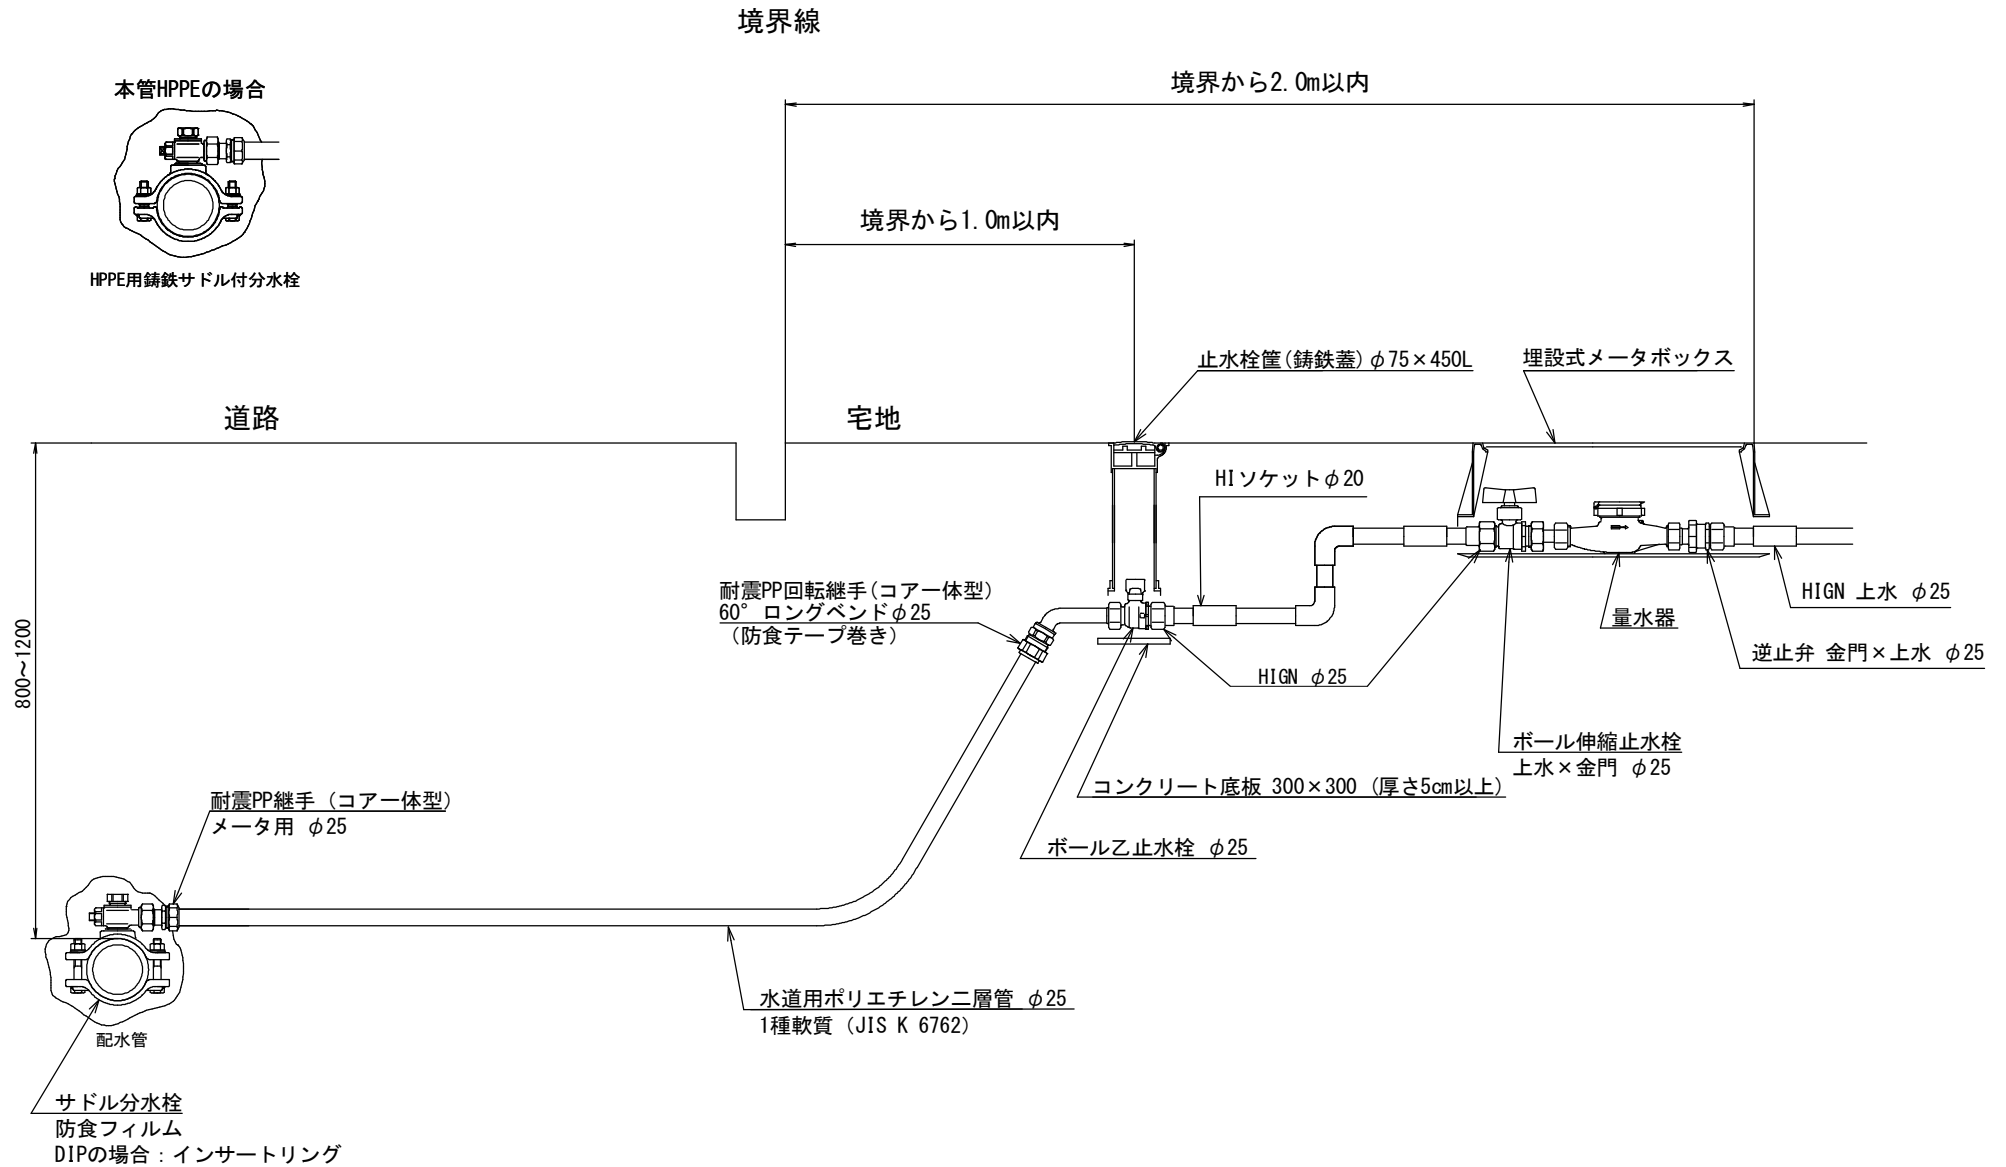 境界線
本管HPPEの場合
HPPE用鋳鉄サドル付分水栓
境界から2.0m以内
境界から1.0m以内
止水栓筐(鋳鉄蓋)φ75×450L
埋設式メータボックス
道路
宅地
HIソケットφ20
耐震PP回転継手(コア一体型)
60°ロングベンドφ25
(防食テープ巻き)
HIGN 上水 φ25
量水器
逆止弁 金門×上水 φ25
HIGN φ25
800~1200
ボール伸縮止水栓
上水×金門 φ25
コンクリート底板 300×300 (厚さ5cm以上)
耐震PP継手 (コア一体型)
メータ用 φ25
ボール乙止水栓 φ25
水道用ポリエチレン二層管 φ25
1種軟質 (JIS K 6762)
配水管
サドル分水栓
防食フィルム
DIPの場合:インサートリング